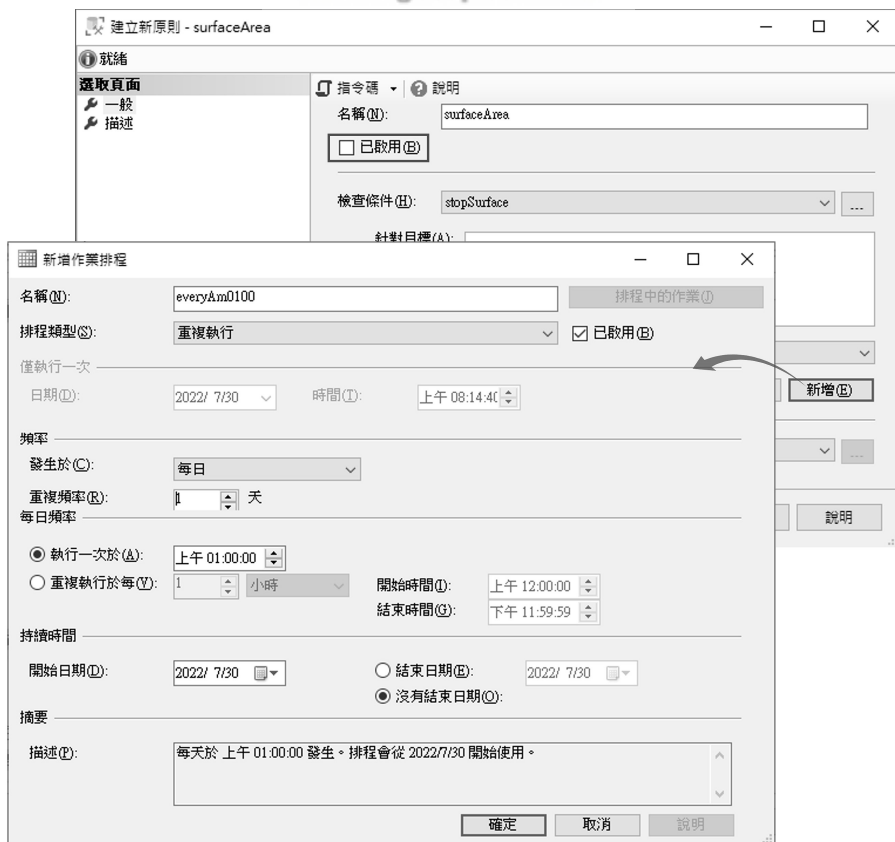 建立新原則 - surfaceArea
就緒
選取頁面
一般
描述
指令碼 說明
名稱(N): surfaceArea
已啟用(B)
檢查條件(H): stopSurface ...
針對目標(A):
新增(E)
...
說明
新增作業排程
名稱(N): everyAm0100 排程中的作業(J)
排程類型(S): 重複執行 已啟用(B)
僅執行一次
日期(D): 2022/ 7/30 時間(T): 上午 08:14:40
頻率
發生於(C): 每日
重複頻率(R): 1 天
每日頻率
執行一次於(A): 上午 01:00:00
重複執行於每(Y): 1 小時 開始時間(I): 上午 12:00:00
結束時間(G): 下午 11:59:59
持續時間
開始日期(D): 2022/ 7/30 結束日期(E): 2022/ 7/30
沒有結束日期(O):
摘要
描述(P): 每天於 上午 01:00:00 發生。排程會從 2022/7/30 開始使用。
確定 取消 說明